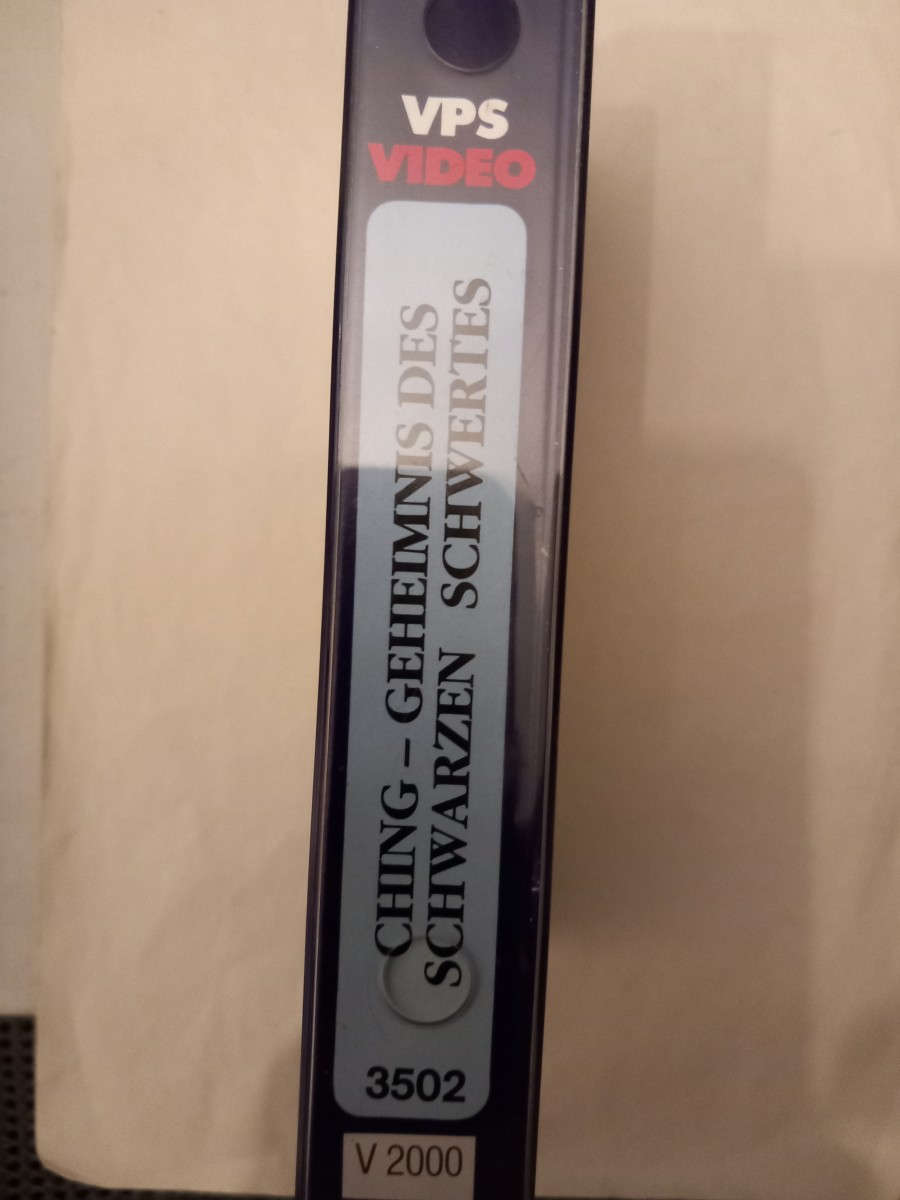 VPS
VIDEO
CHING – GEHEIMNIS DES
SCHWARZEN SCHWERTES
3502
V 2000